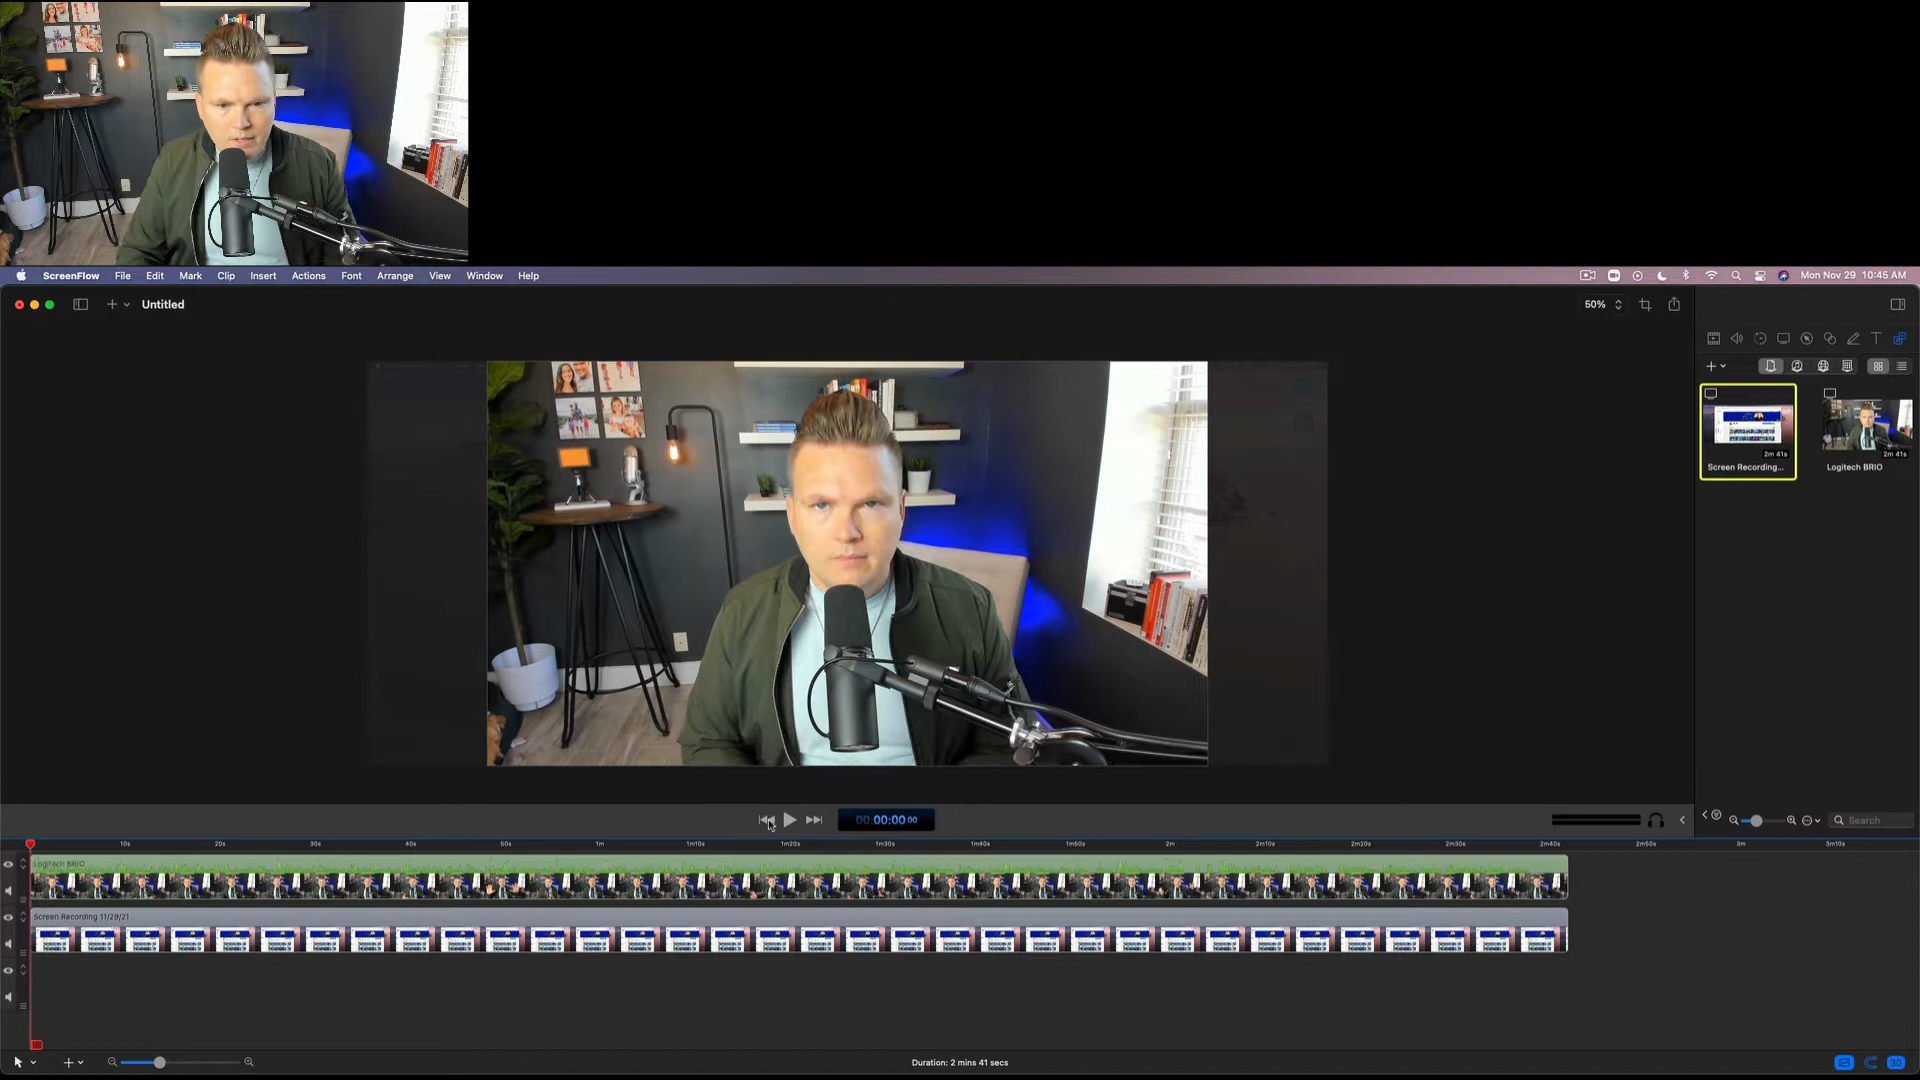 ScreenFlow File Edit Mark Clip Insert Actions Font Arrange View Window Help Mon Nov 29 10:45 AM
Untitled 50%
2m 41s 2m 41s
Screen Recording... Logitech BRIO
00:00:00 00
Search
10s 20s 30s 40s 50s 1m 1m10s 1m20s 1m30s 1m40s 1m50s 2m 2m10s 2m20s 2m30s 2m40s 2m50s 3m 3m10s
Logitech BRIO
Screen Recording 11/29/21
Duration: 2 mins 41 secs
30